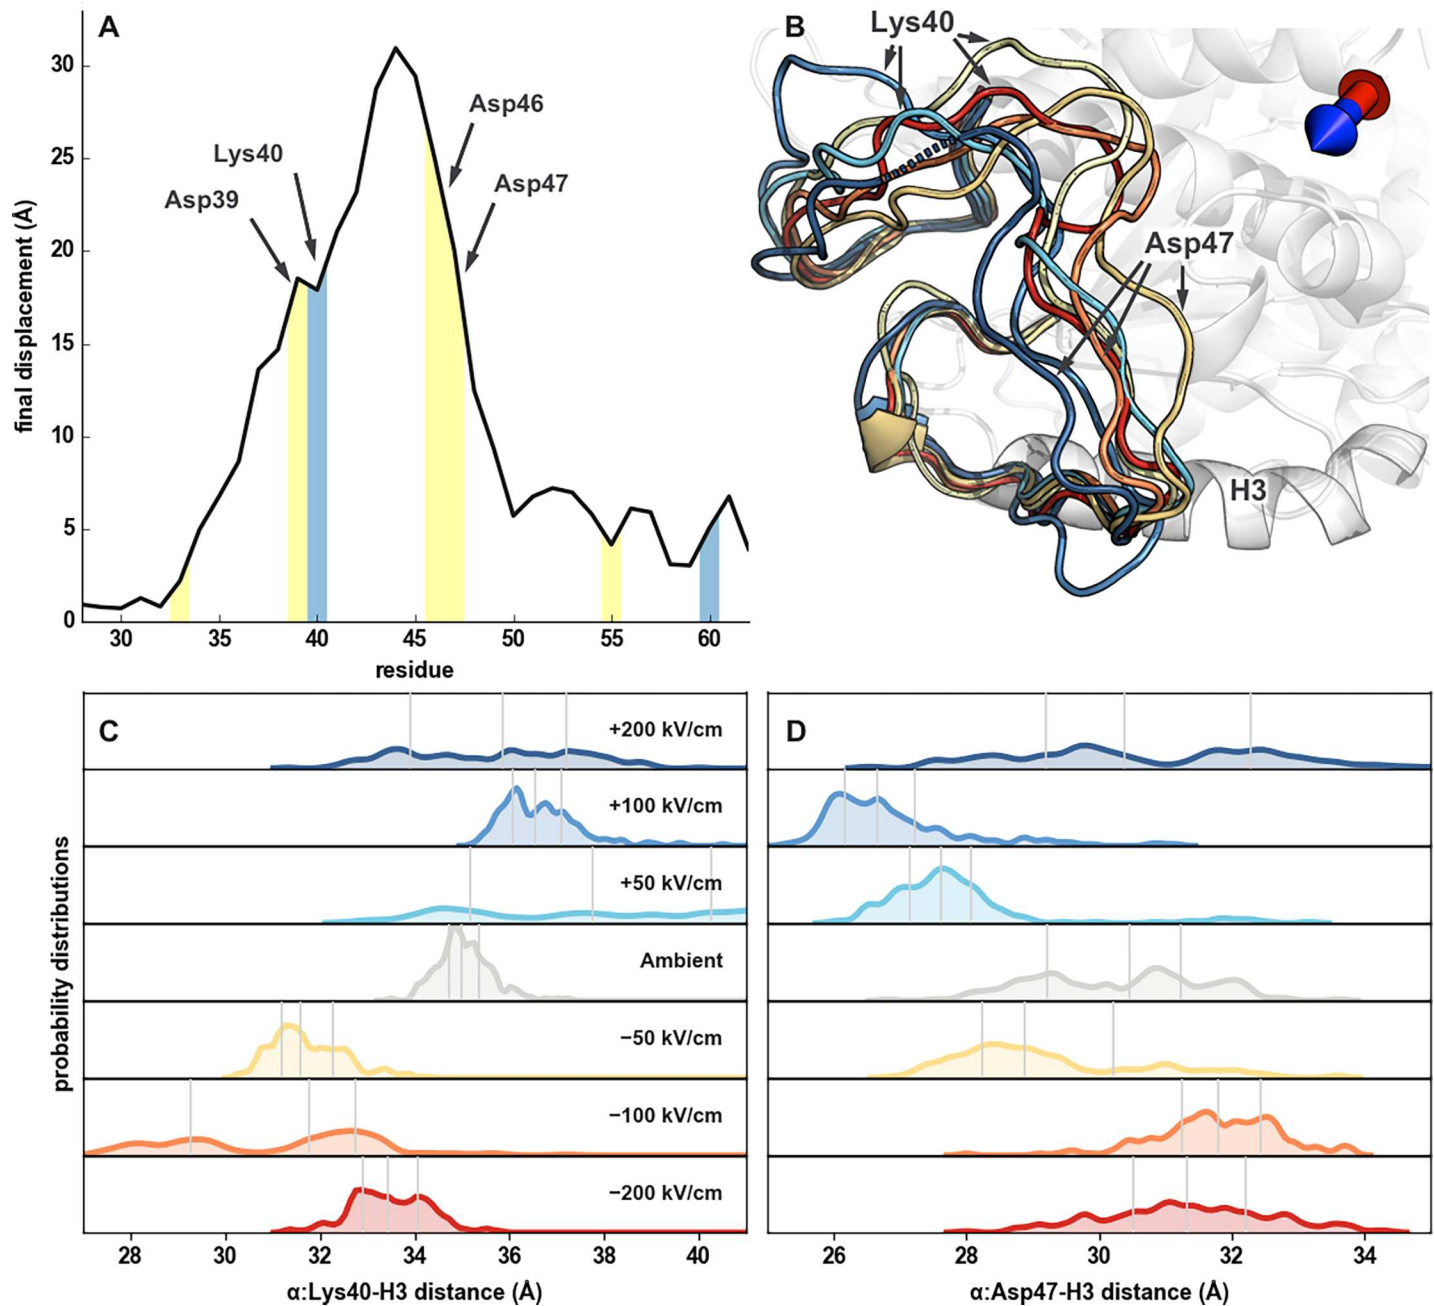 A
30
25
20
15
10
5
0
final displacement (Å)
Asp46
Lys40
Asp47
Asp39
30 35 40 45 50 55 60
residue
B
Lys40
Asp47
H3
C
+200 kV/cm
+100 kV/cm
+50 kV/cm
Ambient
−50 kV/cm
−100 kV/cm
−200 kV/cm
probability distributions
28 30 32 34 36 38 40
α:Lys40-H3 distance (Å)
D
26 28 30 32 34
α:Asp47-H3 distance (Å)